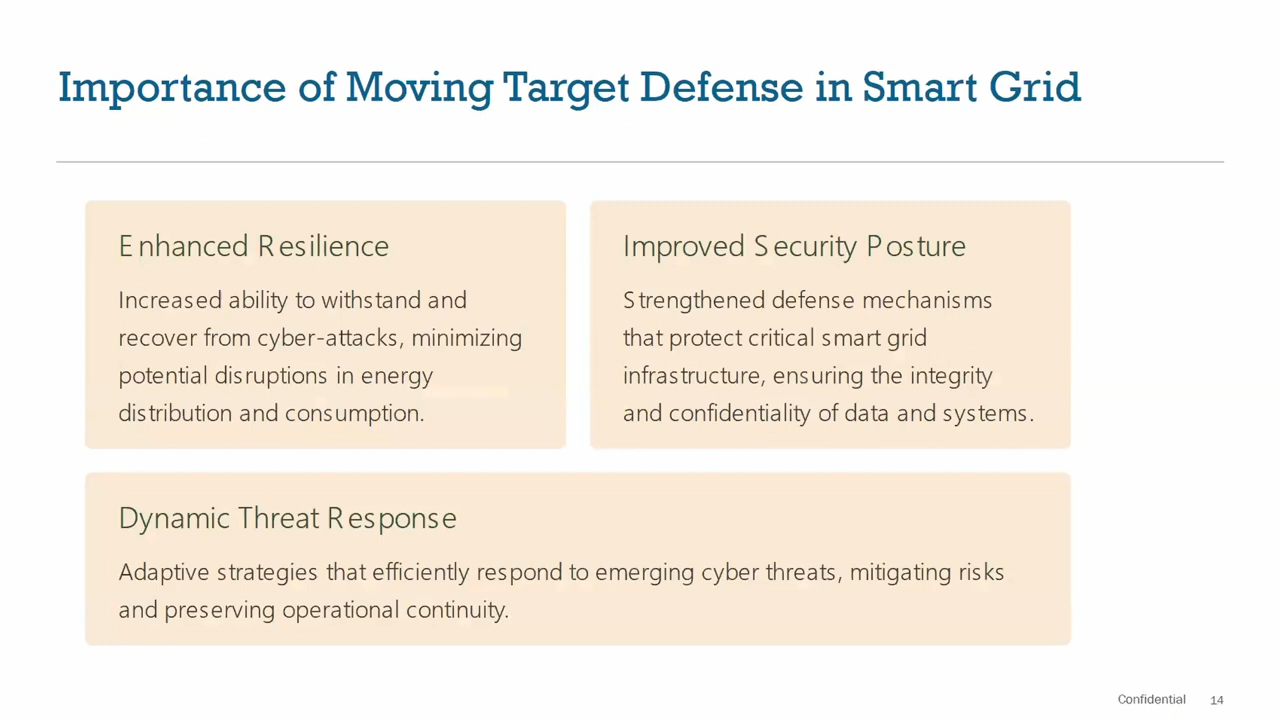 Importance of Moving Target Defense in Smart Grid
Enhanced Resilience
Increased ability to withstand and
recover from cyber-attacks, minimizing
potential disruptions in energy
distribution and consumption.
Improved Security Posture
Strengthened defense mechanisms
that protect critical smart grid
infrastructure, ensuring the integrity
and confidentiality of data and systems.
Dynamic Threat Response
Adaptive strategies that efficiently respond to emerging cyber threats, mitigating risks
and preserving operational continuity.
Confidential 14